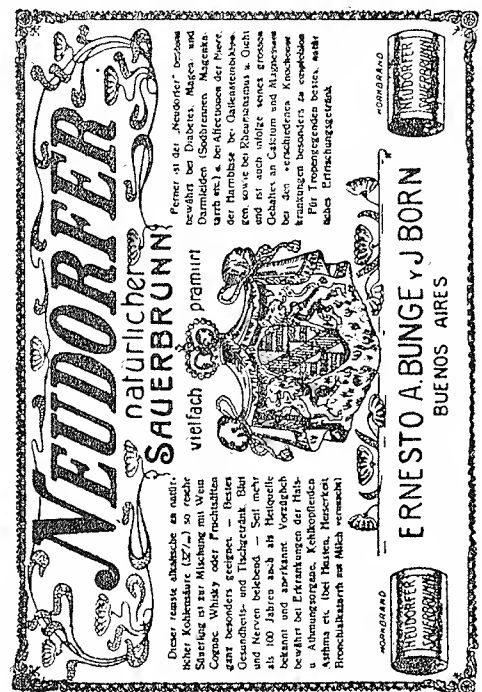 NEUDORFER
natürlicher
SAUERBRUNN
vielfach pramiirt
Dieser reinste alkalische an natür-
licher Kohlensäure so reiche
Säuerling ist zur Mischung mit Wein
Cognac Whisky oder Fruchtsäften
ganz besonders geeignet. — Bestes
Gesundheits- und Tischgetränk Blut
und Nerven belebend — Seit mehr
als 100 Jahren auch als Heilquelle
bekannt und anerkannt Vorzüglich
bewährt bei Erkrankungen der Hals-
u Athmungsorgane, Kehlkopfleiden
Asthma etc (bei Husten, Heiserkeit
Bronchialkatarrh mit Milch vermischt)
Ferner ist der „Neudorfer" bestens
bewährt bei Diabetes, Magen- und
Darmleiden (Sodbrennen Magenka-
tarrh etc.) u. bei Affectionen der Niere,
der Harnblase bei Gallensteinbildun-
gen, sowie bei Rheumatismus u. Gicht
und ist auch infolge seines grossen
Gehaltes an Calcium und Magnesium
bei den verschiedenen Knochener-
krankungen besonders zu empfehlen
Für Tropengegenden bestes,
sches Erfrischungsgetränk
HORNBRAND
NEUDORFER
SAUERBRUNN
ERNESTO A. BUNGE Y J BORN
BUENOS AIRES
HORNBRAND
NEUDORFER
SAUERBRUNN